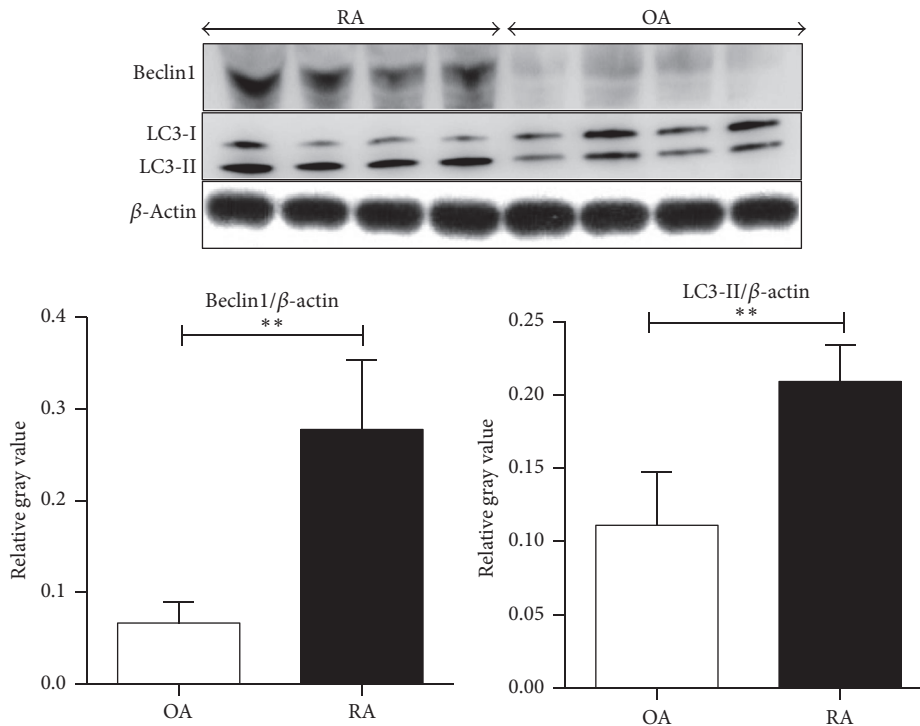 RA OA
Beclin1
LC3-I
LC3-II
β-Actin
Beclin1/β-actin
**
0.4
0.3
0.2
0.1
0.0
Relative gray value
OA RA
LC3-II/β-actin
**
0.25
0.20
0.15
0.10
0.05
0.00
Relative gray value
OA RA